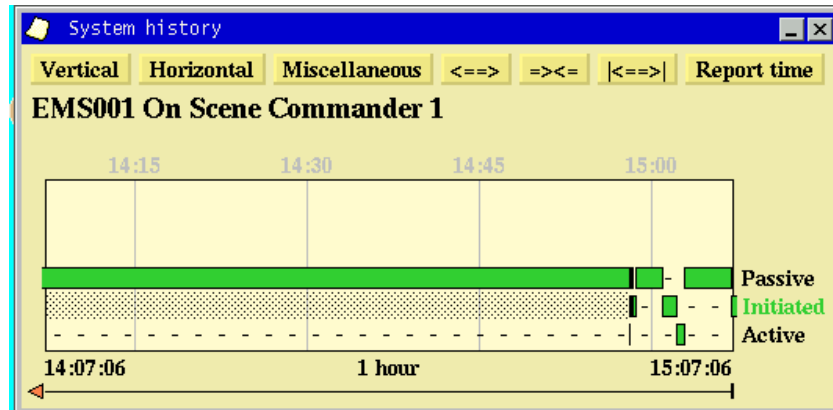 System history
Vertical Horizontal Miscellaneous <==> =><= |<==>| Report time
EMS001 On Scene Commander 1
14:15 14:30 14:45 15:00
Passive
Initiated
Active
14:07:06 1 hour 15:07:06